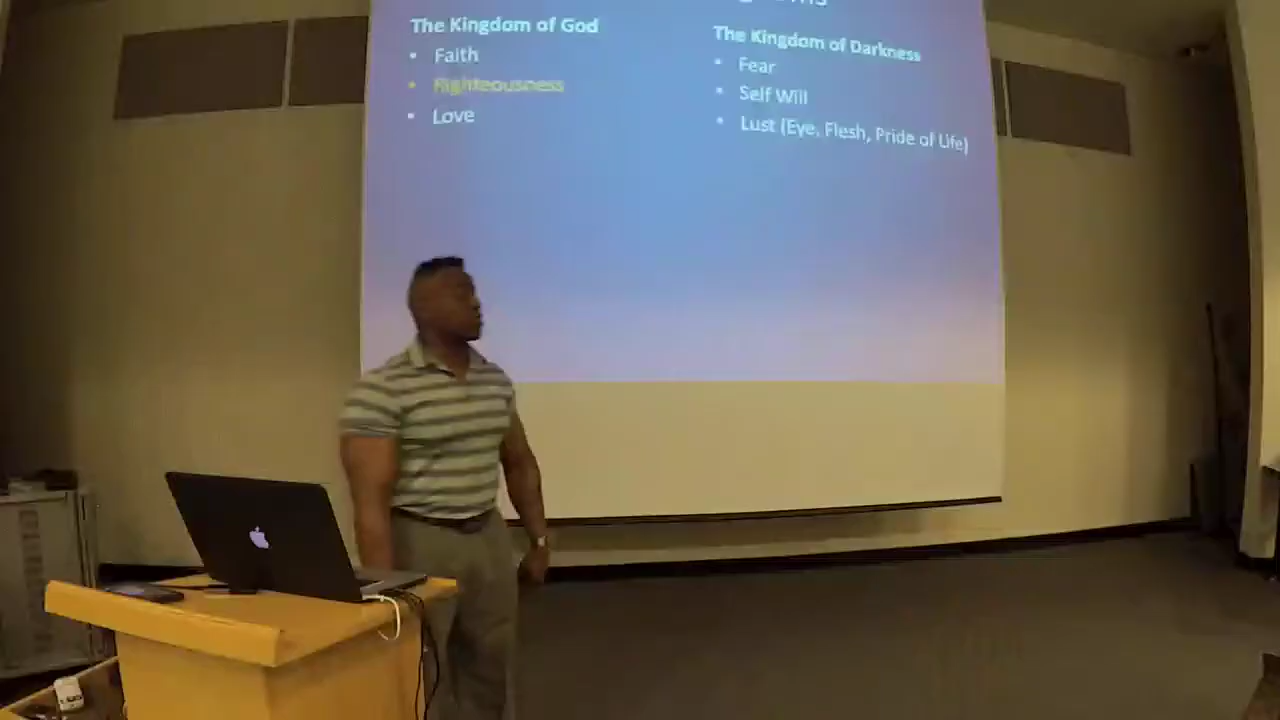 The Kingdom of God
• Faith
• Righteousness
• Love
The Kingdom of Darkness
• Fear
• Self Will
• Lust (Eye, Flesh, Pride of Life)